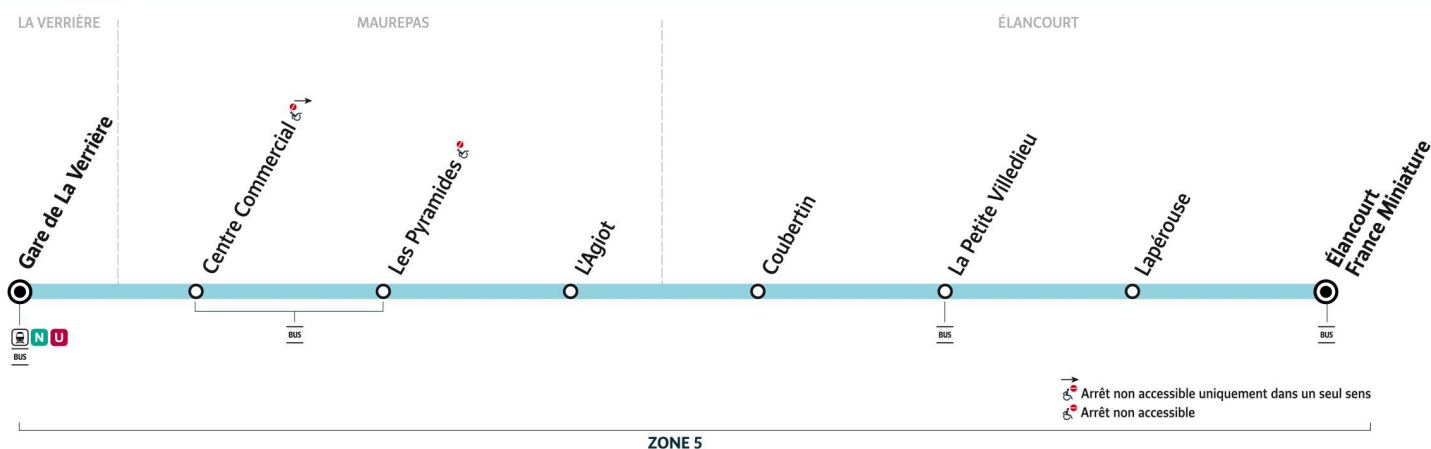 LA VERRIÈRE
MAUREPAS
ÉLANCOURT
Gare de La Verrière
Centre Commercial
Les Pyramides
L'Agiot
Coubertin
La Petite Villedieu
Lapérouse
Élancourt
France Miniature
N U
BUS
BUS
BUS
BUS
Arrêt non accessible uniquement dans un seul sens
Arrêt non accessible
ZONE 5